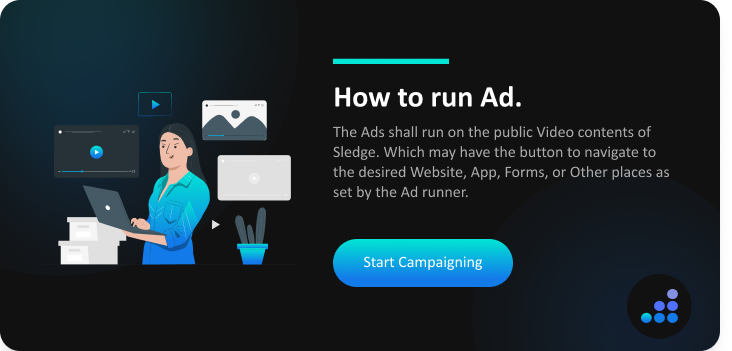 How to run Ad.
The Ads shall run on the public Video contents of
Sledge. Which may have the button to navigate to
the desired Website, App, Forms, or Other places as
set by the Ad runner.
Start Campaigning